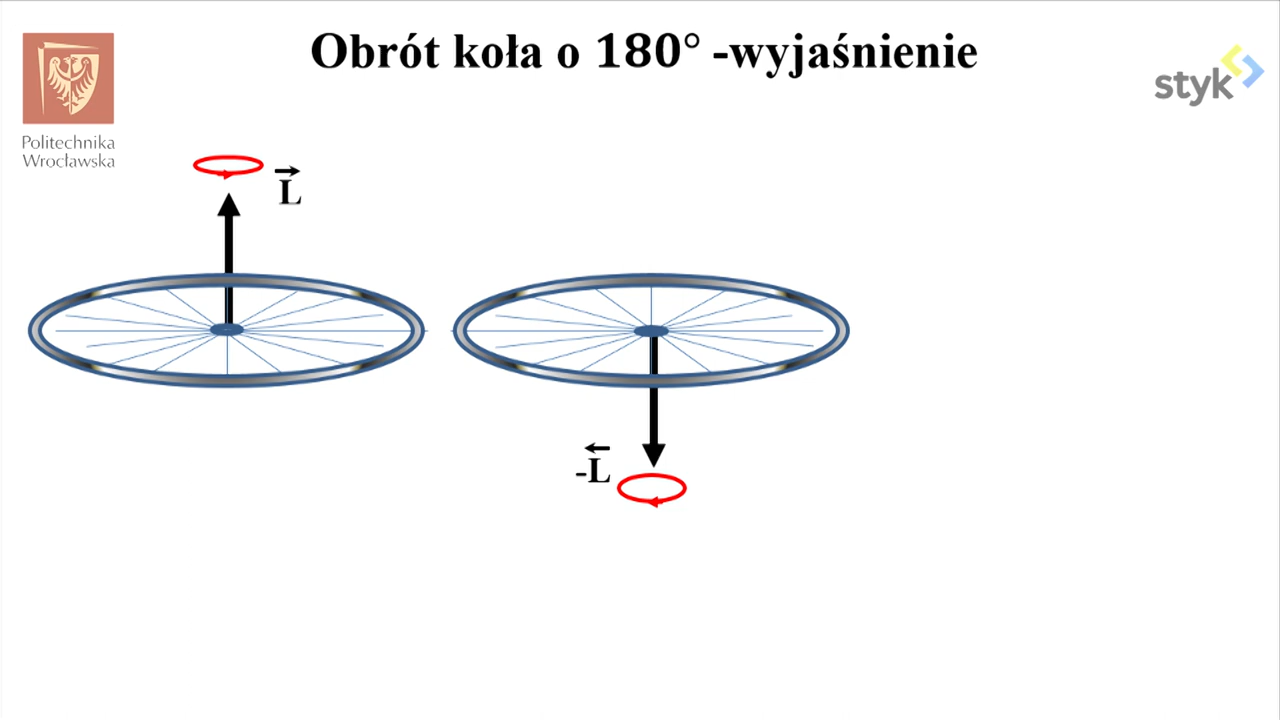 Obrót koła o 180° -wyjaśnienie
Politechnika
Wrocławska
styk
L
-L